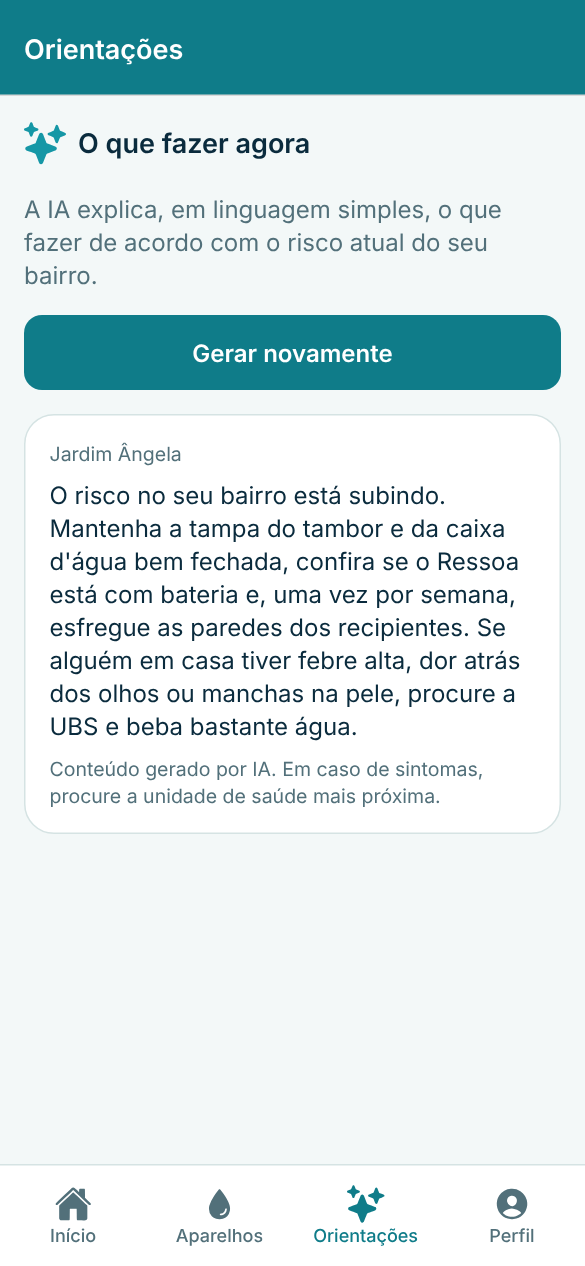 Orientações
O que fazer agora
A IA explica, em linguagem simples, o que
fazer de acordo com o risco atual do seu
bairro.
Gerar novamente
Jardim Ângela
O risco no seu bairro está subindo.
Mantenha a tampa do tambor e da caixa
d'água bem fechada, confira se o Ressoa
está com bateria e, uma vez por semana,
esfregue as paredes dos recipientes. Se
alguém em casa tiver febre alta, dor atrás
dos olhos ou manchas na pele, procure a
UBS e beba bastante água.
Conteúdo gerado por IA. Em caso de sintomas,
procure a unidade de saúde mais próxima.
Início
Aparelhos
Orientações
Perfil